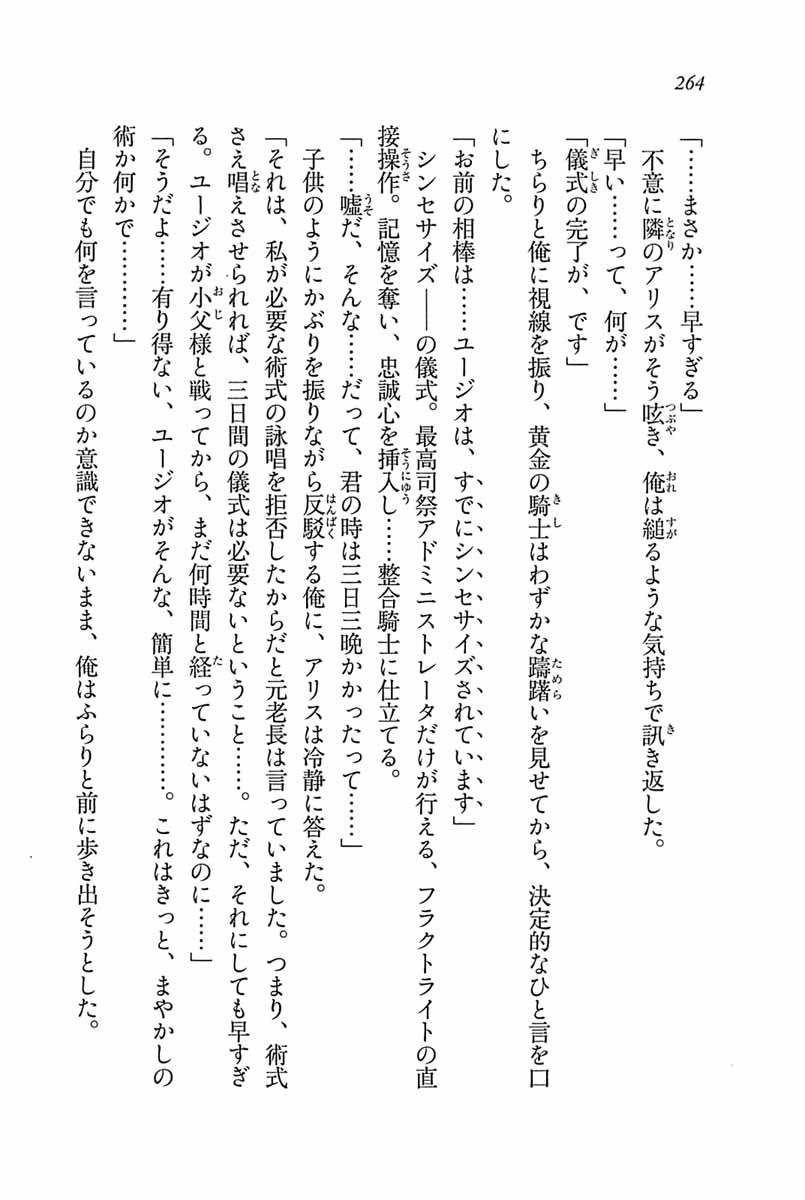 264
「……まさか……早すぎる」
不意に隣のアリスがそう呟き、俺は縋るような気持ちで訊き返した。
「早い……って、何が……」
「儀式の完了が、です」
ちらりと俺に視線を振り、黄金の騎士はわずかな躊躇いを見せてから、決定的なひと言を口
にした。
「お前の相棒は……ユージオは、すでにシンセサイズされています」
シンセサイズ――の儀式。最高司祭アドミニストレータだけが行える、フラクトライトの直
接操作。記憶を奪い、忠誠心を挿入し……整合騎士に仕立てる。
「……嘘だ、そんな……だって、君の時は三日三晩かかったって……」
子供のようにかぶりを振りながら反駁する俺に、アリスは冷静に答えた。
「それは、私が必要な術式の詠唱を拒否したからだと元老長は言っていました。つまり、術式
さえ唱えさせられれば、三日間の儀式は必要ないということ……。ただ、それにしても早すぎ
る。ユージオが小父様と戦ってから、まだ何時間と経っていないはずなのに……」
「そうだよ……有り得ない、ユージオがそんな、簡単に…………。これはきっと、まやかしの
術か何かで…………」
自分でも何を言っているのか意識できないまま、俺はふらりと前に歩き出そうとした。